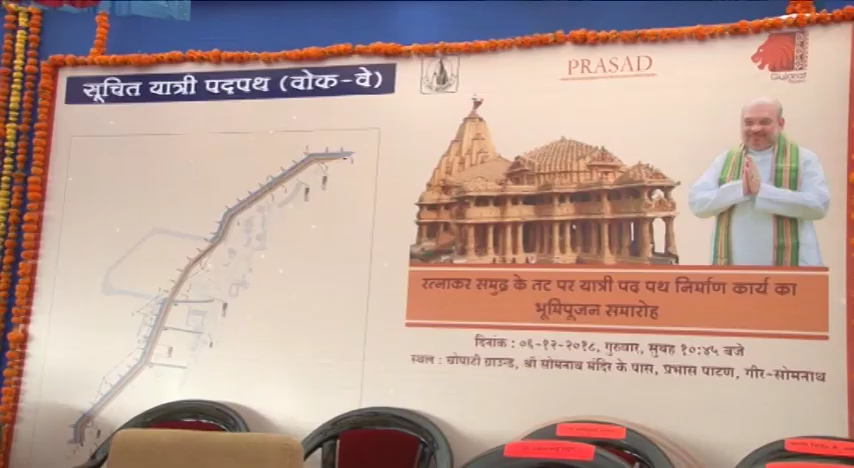 सूचित यात्री पदपथ (वोक-वे)
PRASAD
Gujarat
रत्नाकर समुद्र के तट पर यात्री पद पथ निर्माण कार्य का
भूमिपूजन समारोह
दिनांक : ०६-१२-२०१८, गुरुवार, सुबह १०:४५ बजे
स्थल : चोपाटी ग्राउन्ड, श्री सोमनाथ मंदिर के पास, प्रभास पाटण, गीर-सोमनाथ